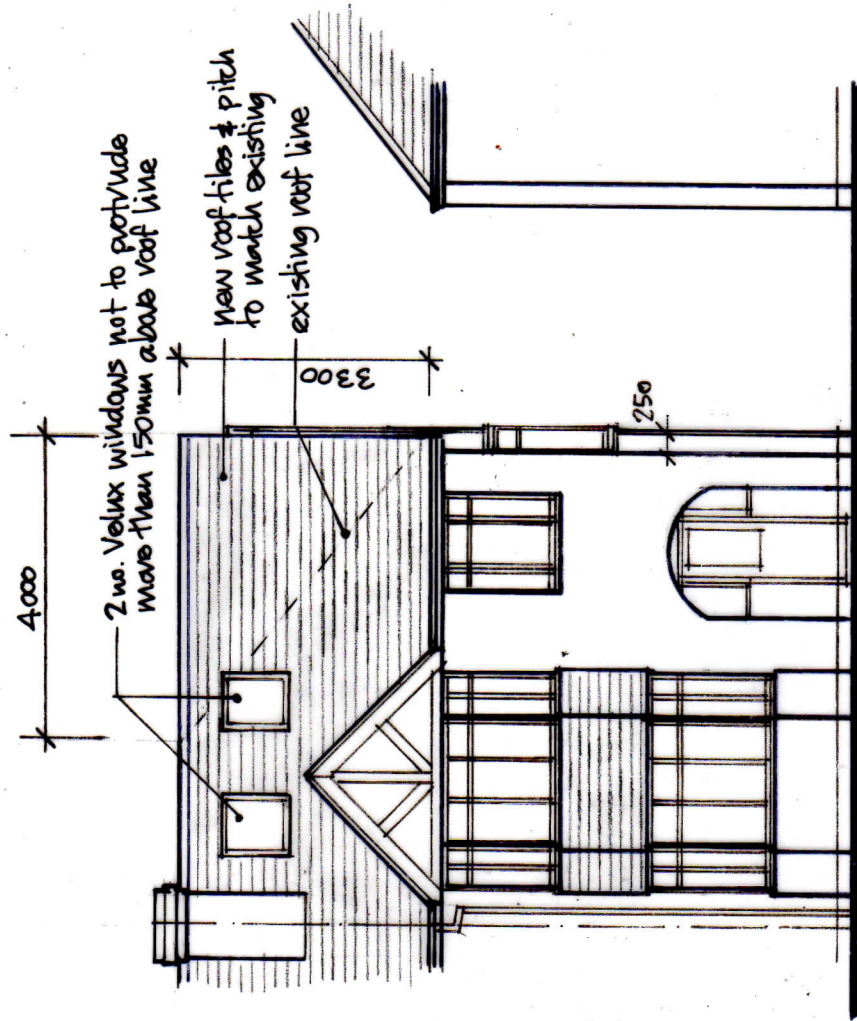 4000
2 no. Velux windows not to protrude
more than 150mm above roof line
new roof tiles & pitch
to match existing
existing roof line
3300
250